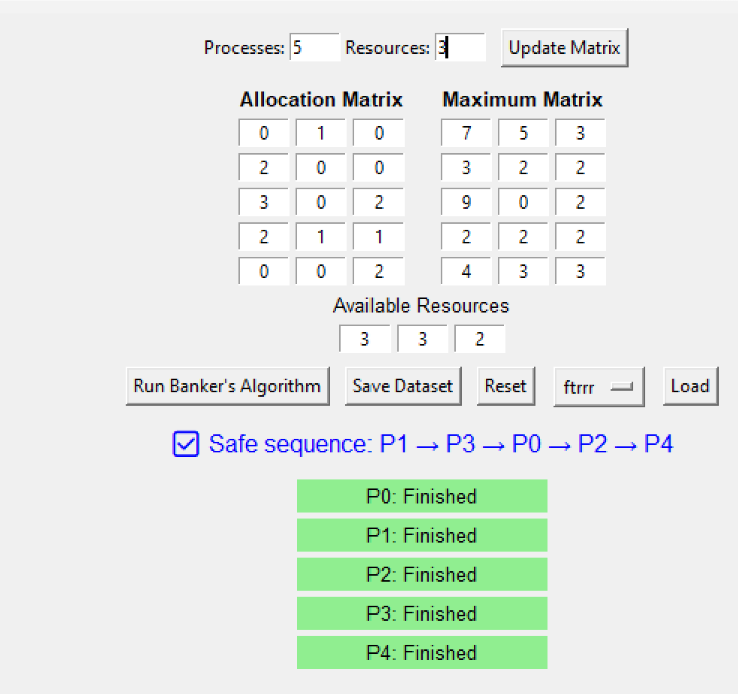 Processes: 5 Resources: 3 Update Matrix
Allocation Matrix Maximum Matrix
0 1 0 7 5 3
2 0 0 3 2 2
3 0 2 9 0 2
2 1 1 2 2 2
0 0 2 4 3 3
Available Resources
3 3 2
Run Banker's Algorithm Save Dataset Reset ftrrr Load
Safe sequence: P1 → P3 → P0 → P2 → P4
P0: Finished
P1: Finished
P2: Finished
P3: Finished
P4: Finished